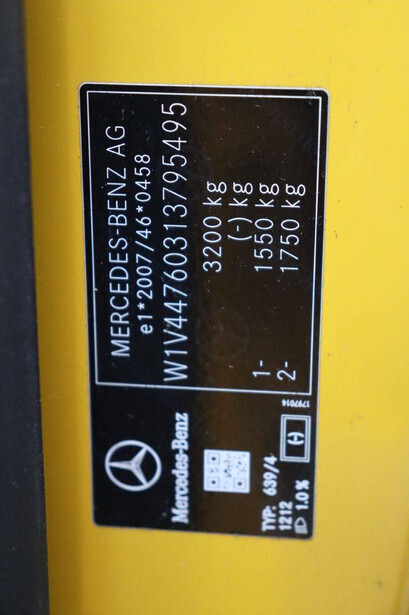 MERCEDES-BENZ AG
e1*2007/46*0458
W1V44760313795495
3200 kg
(-) kg
1- 1550 kg
2- 1750 kg
1797014
Mercedes-Benz
TYP: 639/4
1212
1.0 %
(-)